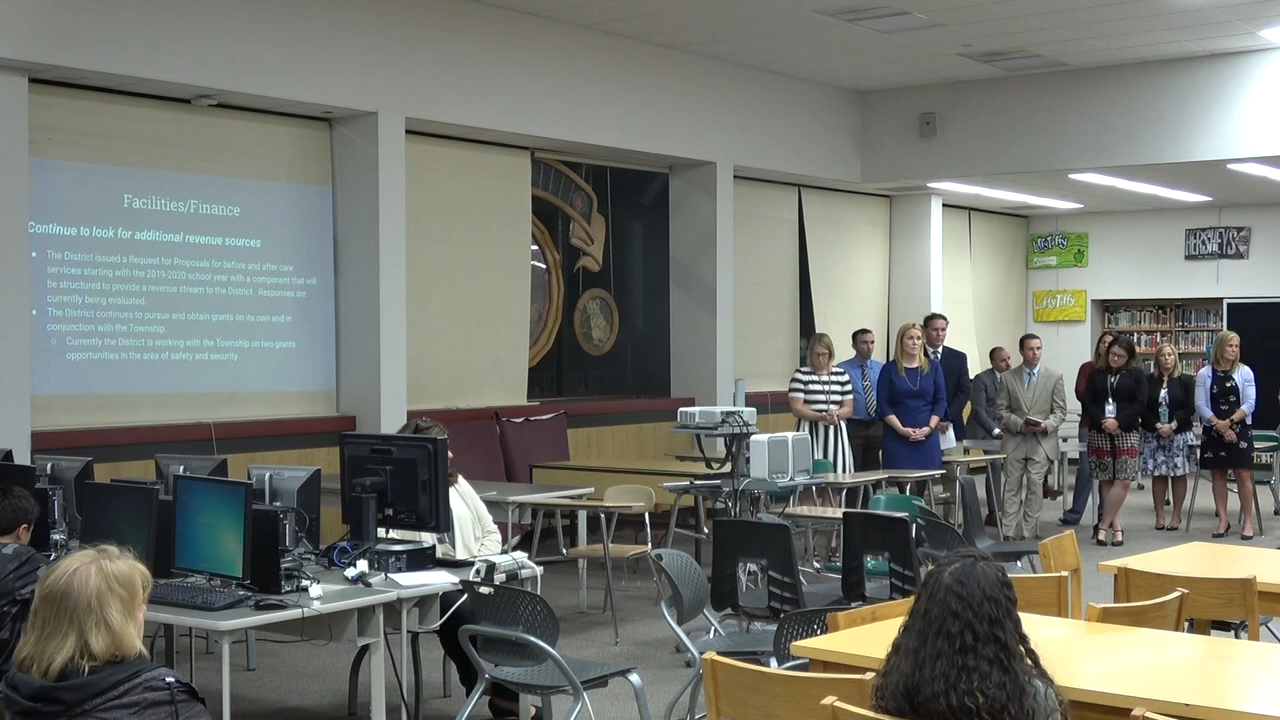 Facilities/Finance
Continue to look for additional revenue sources
The District issued a Request for Proposals for before and after care
services starting with the 2019-2020 school year with a component that will
be structured to provide a revenue stream to the District. Responses are
currently being evaluated.
The District continues to pursue and obtain grants on its own and in
conjunction with the Township.
Currently the District is working with the Township on two grants
opportunities in the area of safety and security.
Laffy Taffy
HERSHEY'S
Laffy Taffy